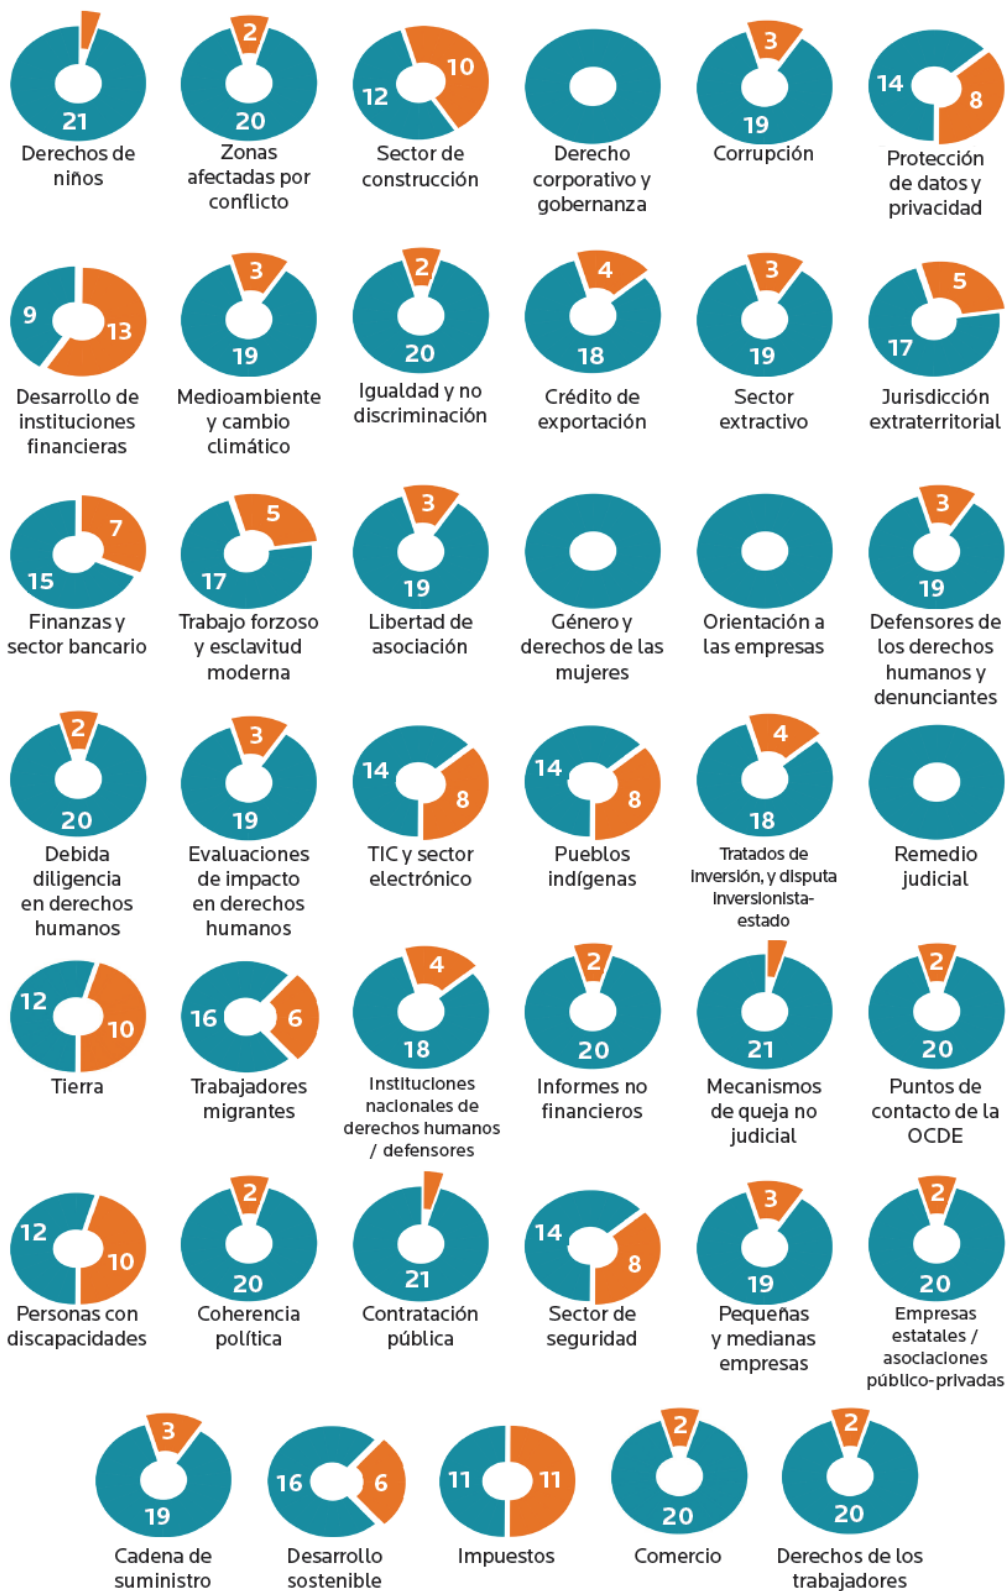 21
Derechos de
niños
2
20
Zonas
afectadas por
conflicto
10
12
Sector de
construcción
Derecho
corporativo y
gobernanza
3
19
Corrupción
14
8
Protección
de datos y
privacidad
9
13
Desarrollo de
instituciones
financieras
3
19
Medioambiente
y cambio
climático
2
20
Igualdad y no
discriminación
4
18
Crédito de
exportación
3
19
Sector
extractivo
5
17
Jurisdicción
extraterritorial
7
15
Finanzas y
sector bancario
5
17
Trabajo forzoso
y esclavitud
moderna
3
19
Libertad de
asociación
Género y
derechos de las
mujeres
Orientación a
las empresas
3
19
Defensores de
los derechos
humanos y
denunciantes
2
20
Debida
diligencia
en derechos
humanos
3
19
Evaluaciones
de impacto
en derechos
humanos
14
8
TIC y sector
electrónico
14
8
Pueblos
indígenas
4
18
Tratados de
inversión, y disputa
inversionista-
estado
Remedio
judicial
12
10
Tierra
16
6
Trabajadores
migrantes
4
18
Instituciones
nacionales de
derechos humanos
/ defensores
2
20
Informes no
financieros
21
Mecanismos
de queja no
judicial
2
20
Puntos de
contacto de la
OCDE
12
10
Personas con
discapacidades
2
20
Coherencia
política
21
Contratación
pública
14
8
Sector de
seguridad
3
19
Pequeñas
y medianas
empresas
2
20
Empresas
estatales /
asociaciones
público-privadas
3
19
Cadena de
suministro
16
6
Desarrollo
sostenible
11
11
Impuestos
2
20
Comercio
2
20
Derechos de los
trabajadores